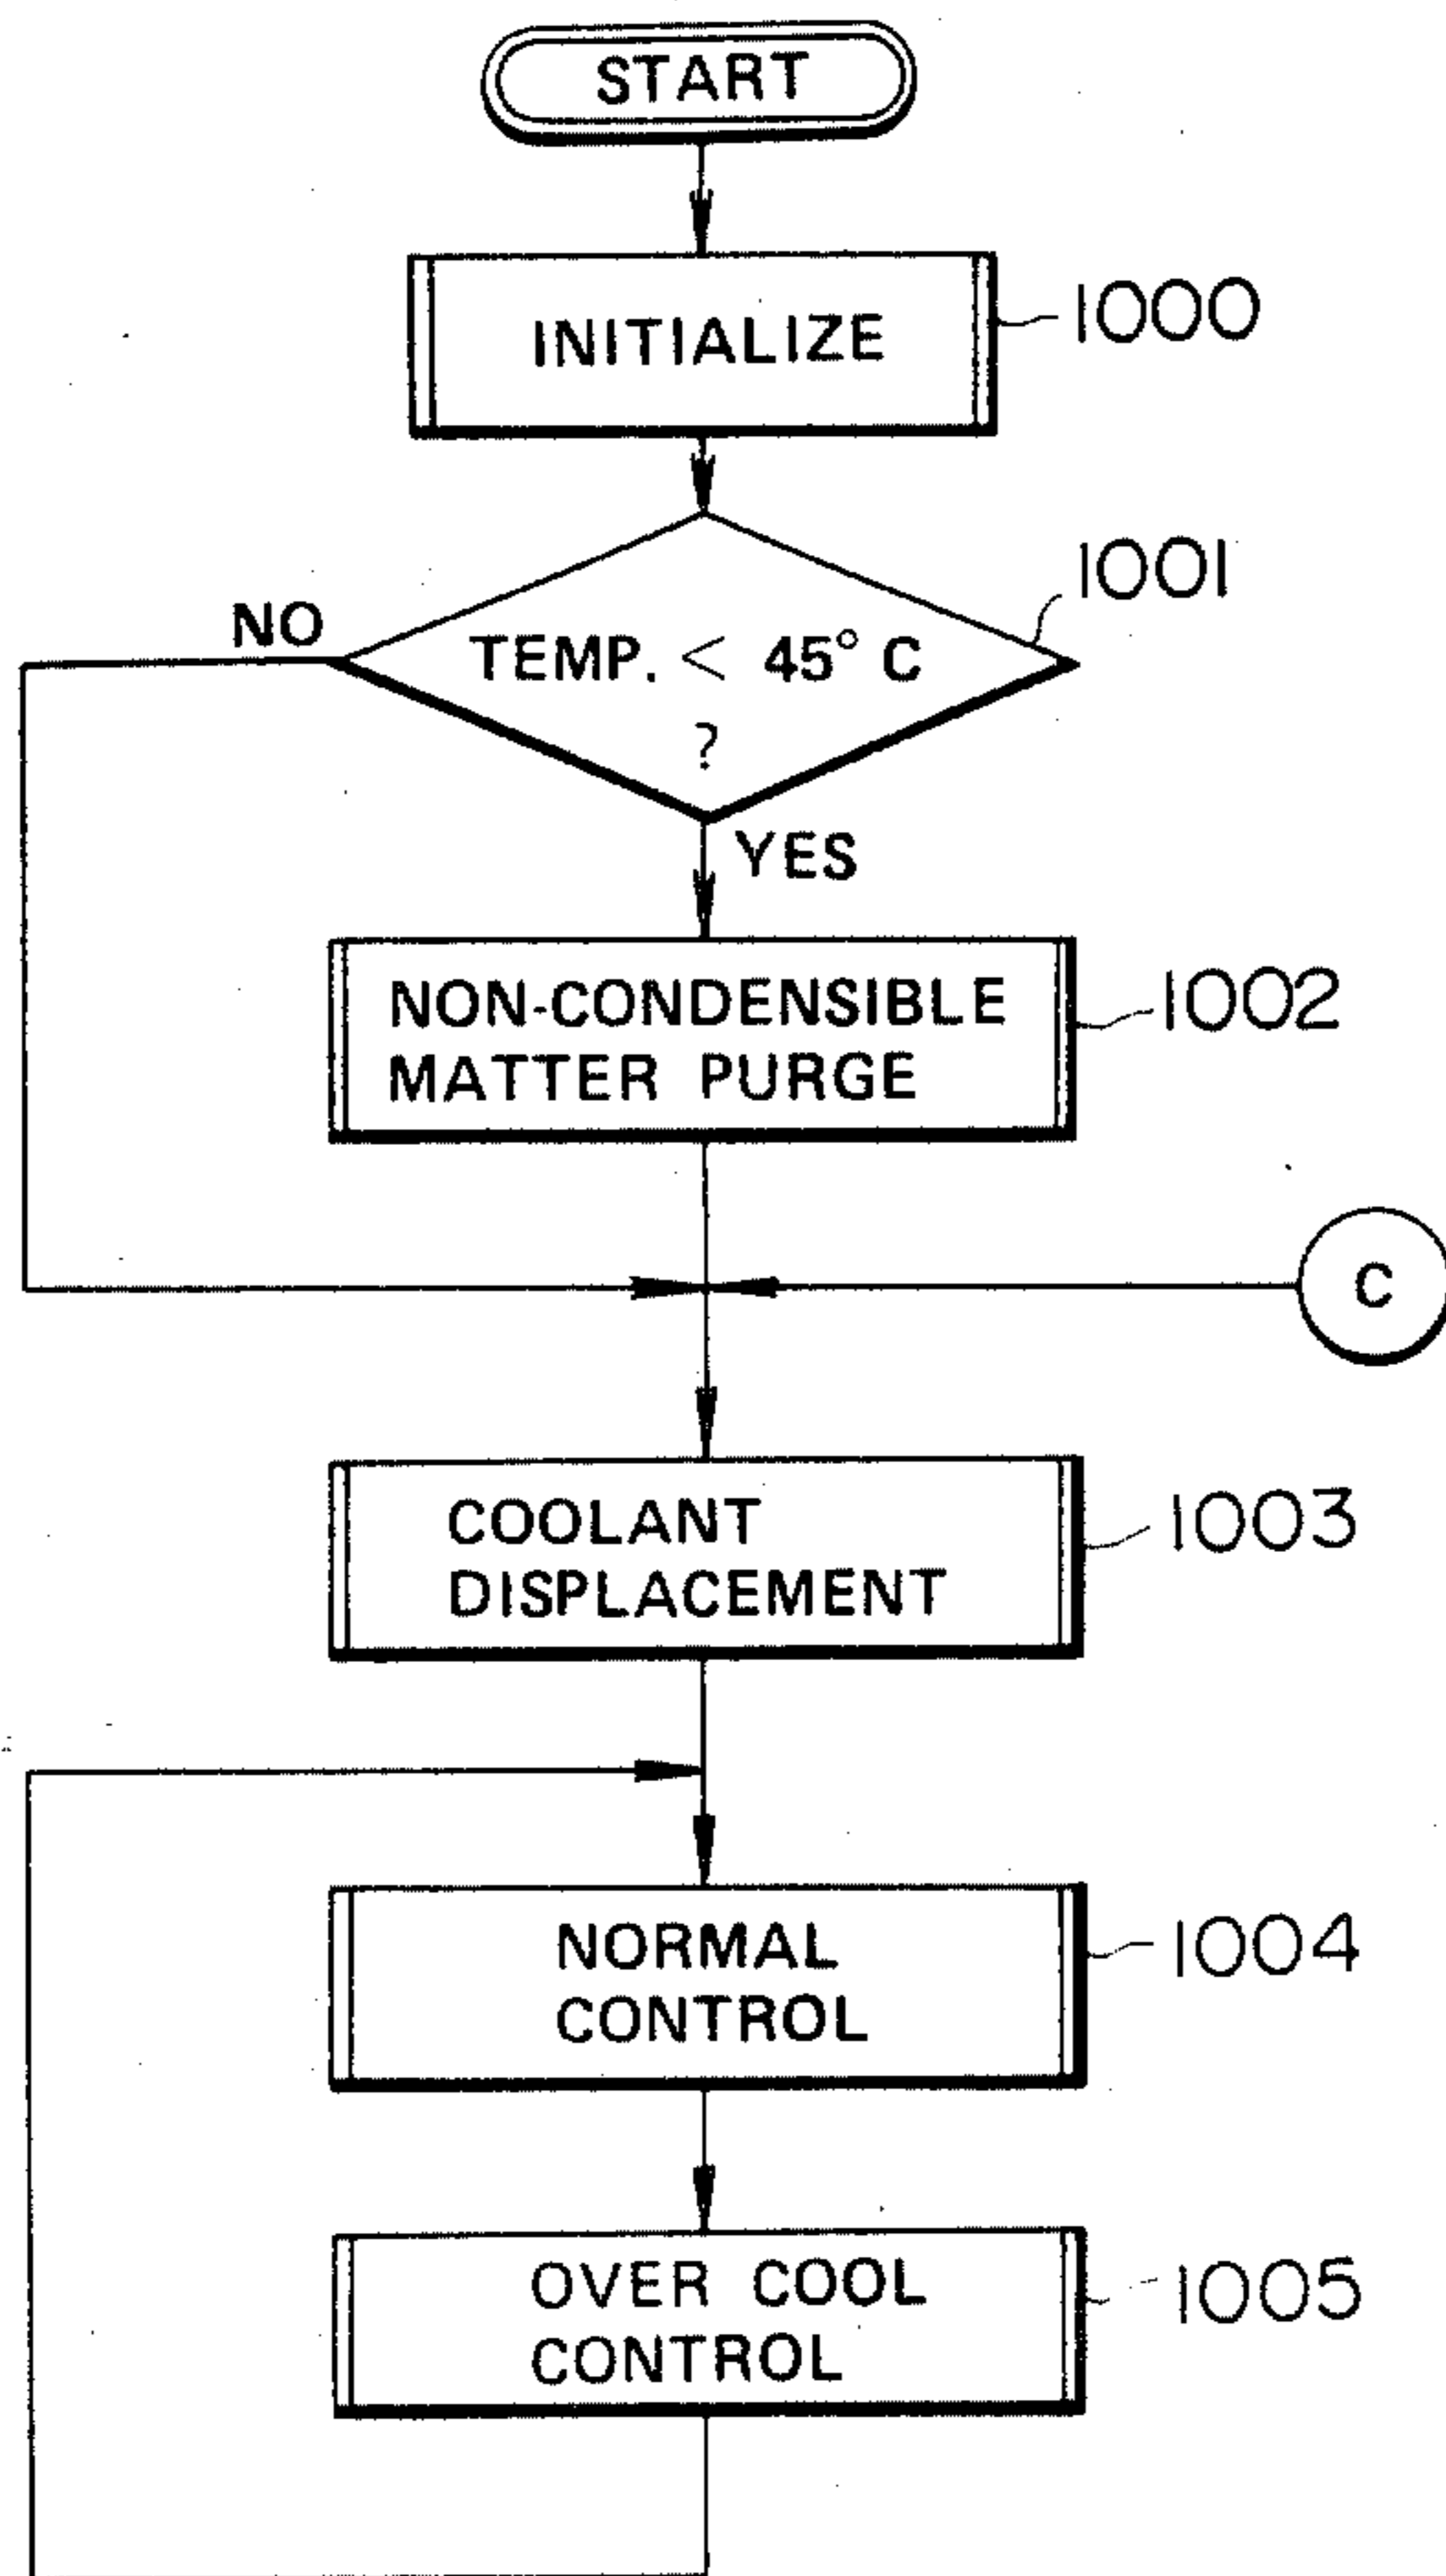 START
INITIALIZE
1000
1001
NO
TEMP. < 45° C
?
YES
NON-CONDENSIBLE
MATTER PURGE
1002
C
COOLANT
DISPLACEMENT
1003
NORMAL
CONTROL
1004
OVER COOL
CONTROL
1005